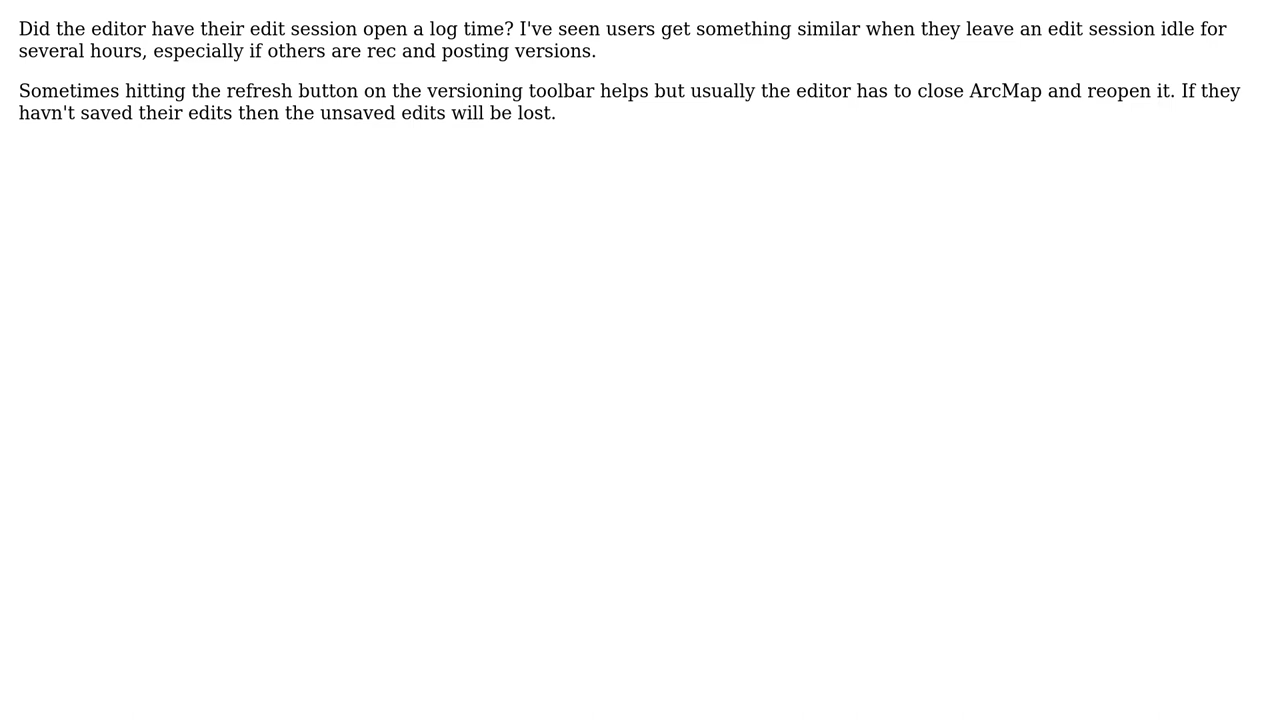 Did the editor have their edit session open a log time? I've seen users get something similar when they leave an edit session idle for
several hours, especially if others are rec and posting versions.
Sometimes hitting the refresh button on the versioning toolbar helps but usually the editor has to close ArcMap and reopen it. If they
havn't saved their edits then the unsaved edits will be lost.